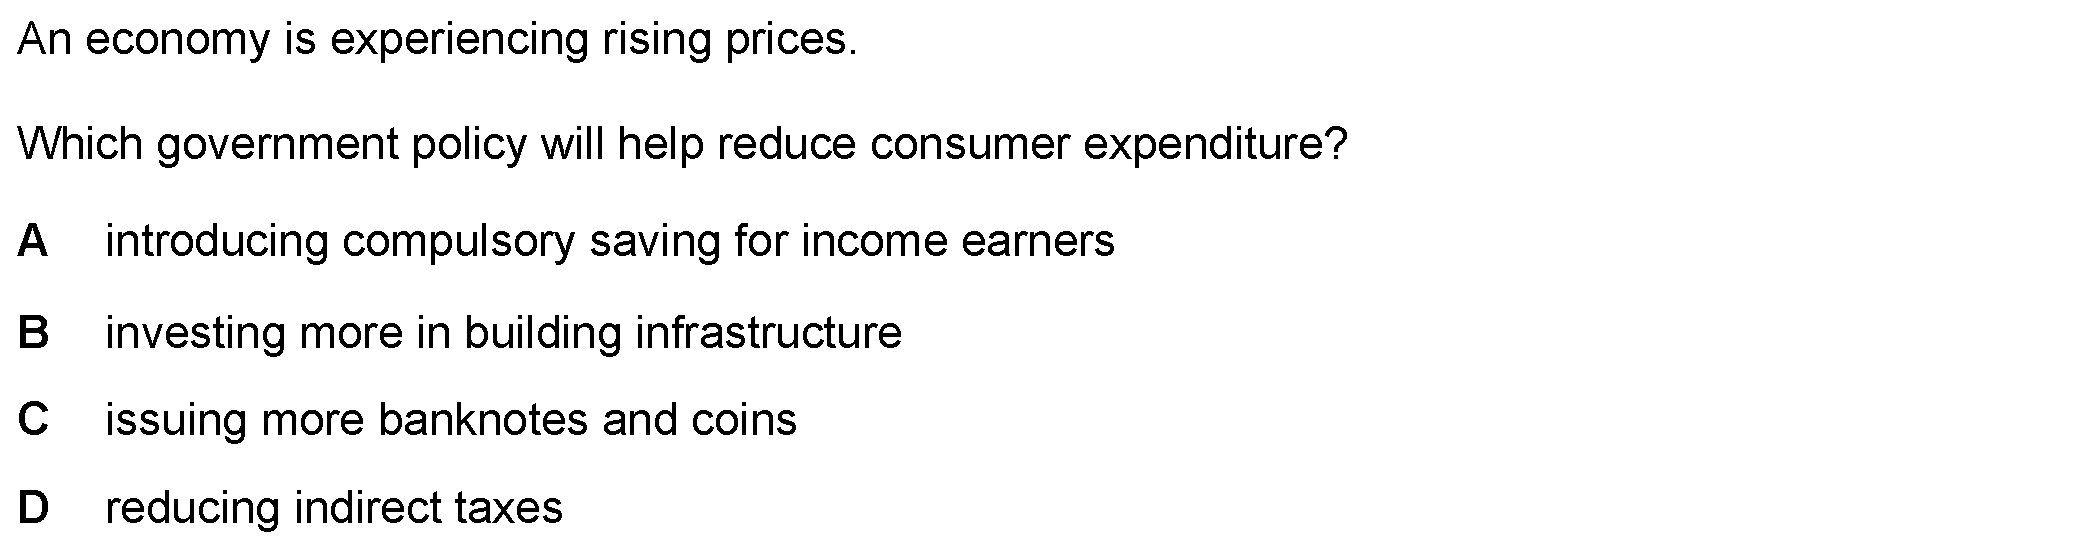 An economy is experiencing rising prices.
Which government policy will help reduce consumer expenditure?
A introducing compulsory saving for income earners
B investing more in building infrastructure
C issuing more banknotes and coins
D reducing indirect taxes